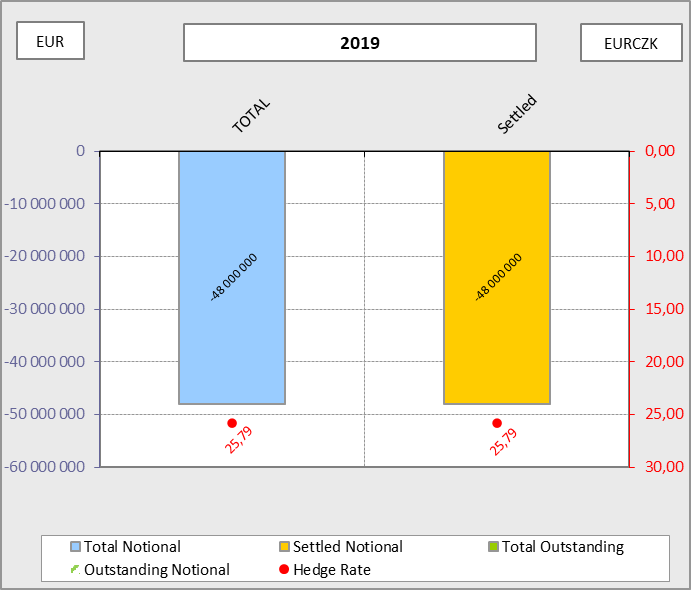 EUR
2019
EURCZK
TOTAL
Settled
0
0,00
-10 000 000
5,00
-20 000 000
10,00
-48 000 000
-48 000 000
-30 000 000
15,00
-40 000 000
20,00
-50 000 000
25,00
25,79
25,79
-60 000 000
30,00
Total Notional
Settled Notional
Total Outstanding
Outstanding Notional
Hedge Rate